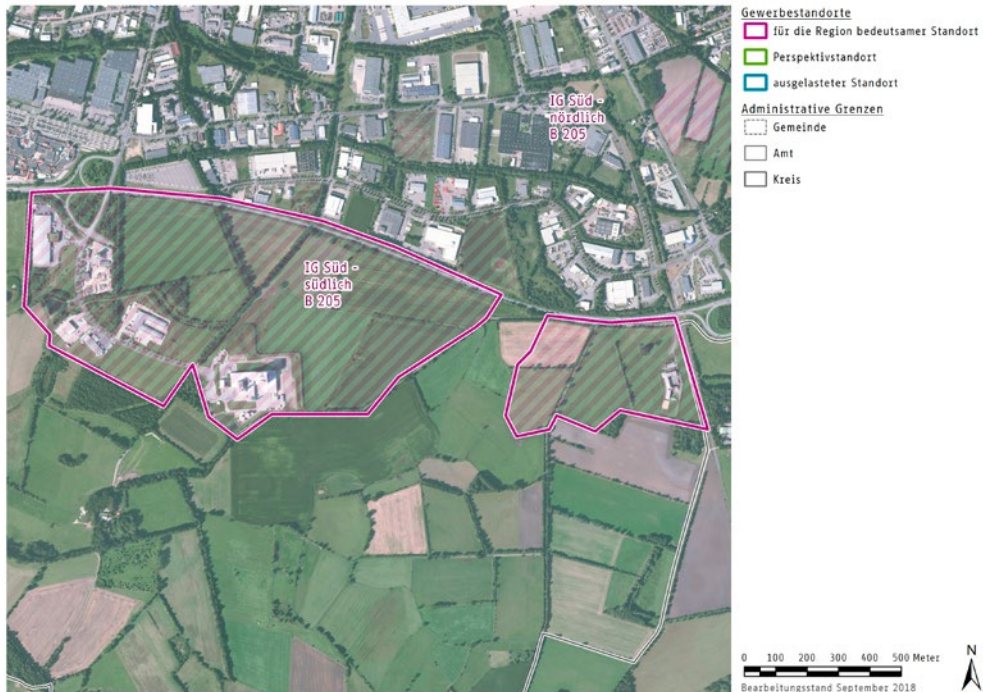 Gewerbestandorte
für die Region bedeutsamer Standort
Perspektivstandort
ausgelasteter Standort
Administrative Grenzen
Gemeinde
Amt
Kreis
IG Süd -
nördlich
B 205
IG Süd -
südlich
B 205
N
0 100 200 300 400 500 Meter
Bearbeitungsstand September 2018